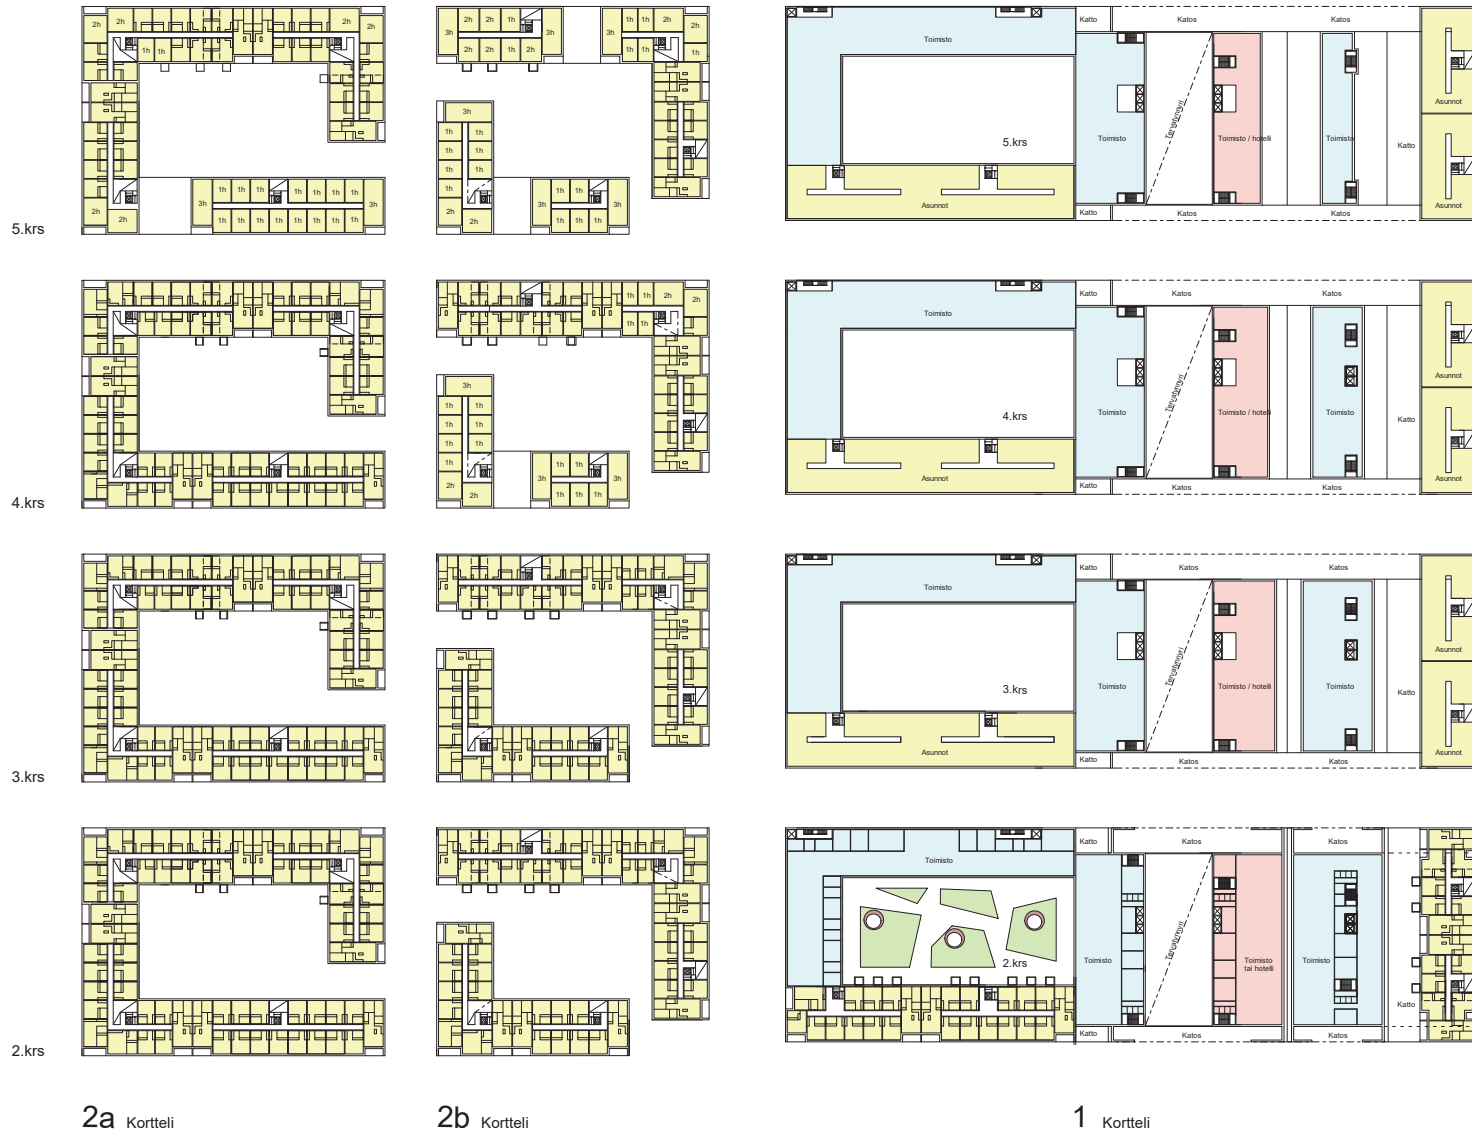 2h 2h 2h 2h
1h 1h
3h 1h 1h 1h 1h 1h 1h 3h
2h 2h 1h 1h 1h 1h 1h 1h 1h 1h
5.krs
3h 2h 2h 1h 3h 1h 1h 2h 2h
2h 2h 1h 2h 1h 1h 1h
3h
1h 1h
1h 1h
1h 1h
1h 1h 1h
3h 3h
2h 2h 1h 1h 1h
Katto Katos Katos
Toimisto
Tervatynnyri
5.krs
Toimisto Toimisto / hotelli Toimisto Katto
Asunnot
Asunnot
Asunnot
Katto Katos Katos
4.krs
1h 1h 2h 2h
1h 1h
3h
1h 1h
1h 1h
1h 1h
1h 1h 1h
3h 3h
2h 2h 1h 1h 1h
Katto Katos Katos
Toimisto
Tervatynnyri
4.krs
Toimisto Toimisto / hotelli Toimisto Katto
Asunnot
Asunnot
Asunnot
Katto Katos Katos
3.krs
Katto Katos Katos
Toimisto
Tervatynnyri
3.krs
Toimisto Toimisto / hotelli Toimisto Katto
Asunnot
Asunnot
Asunnot
Katto Katos Katos
2.krs
Katto Katos Katos
Toimisto
Tervatynnyri
2.krs
Toimisto
Toimisto
tai hotelli
Toimisto
Katto
Katto Katos Katos
2a Kortteli
2b Kortteli
1 Kortteli